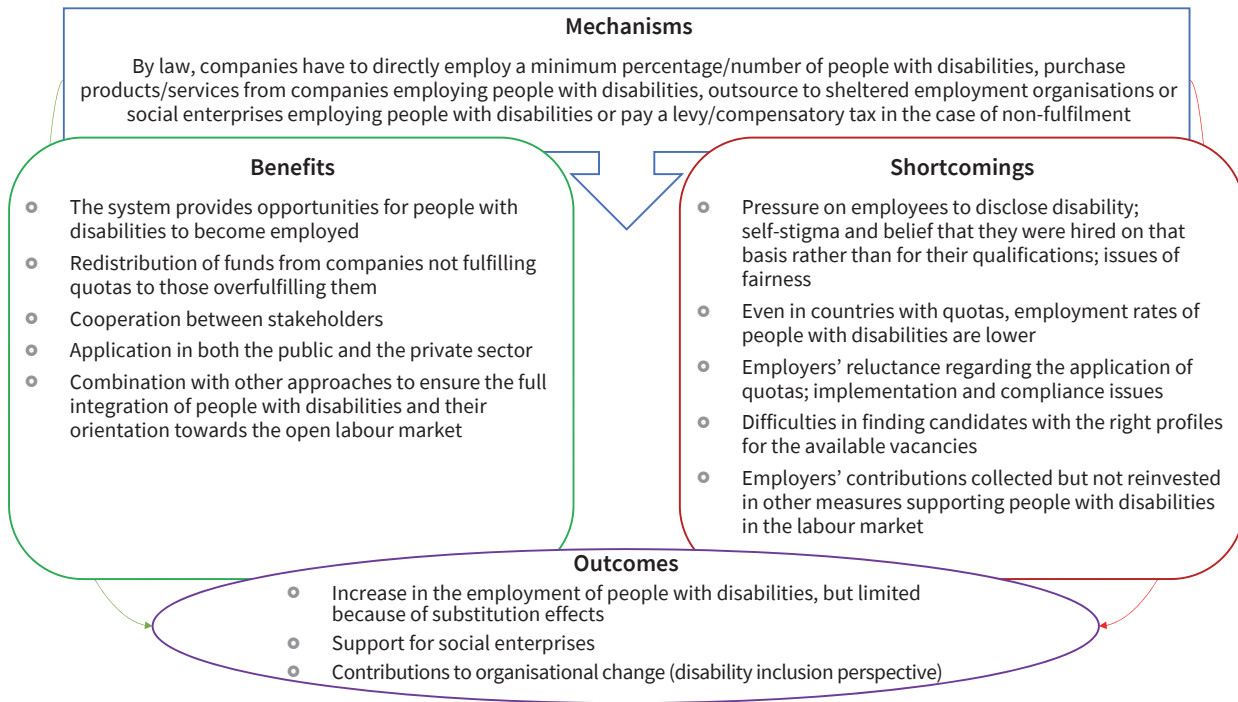 Mechanisms
By law, companies have to directly employ a minimum percentage/number of people with disabilities, purchase
products/services from companies employing people with disabilities, outsource to sheltered employment organisations or
social enterprises employing people with disabilities or pay a levy/compensatory tax in the case of non-fulfilment
Benefits
The system provides opportunities for people with
disabilities to become employed
Redistribution of funds from companies not fulfilling
quotas to those overfulfilling them
Cooperation between stakeholders
Application in both the public and the private sector
Combination with other approaches to ensure the full
integration of people with disabilities and their
orientation towards the open labour market
Shortcomings
Pressure on employees to disclose disability;
self-stigma and belief that they were hired on that
basis rather than for their qualifications; issues of
fairness
Even in countries with quotas, employment rates of
people with disabilities are lower
Employers’ reluctance regarding the application of
quotas; implementation and compliance issues
Difficulties in finding candidates with the right profiles
for the available vacancies
Employers’ contributions collected but not reinvested
in other measures supporting people with disabilities
in the labour market
Outcomes
Increase in the employment of people with disabilities, but limited
because of substitution effects
Support for social enterprises
Contributions to organisational change (disability inclusion perspective)